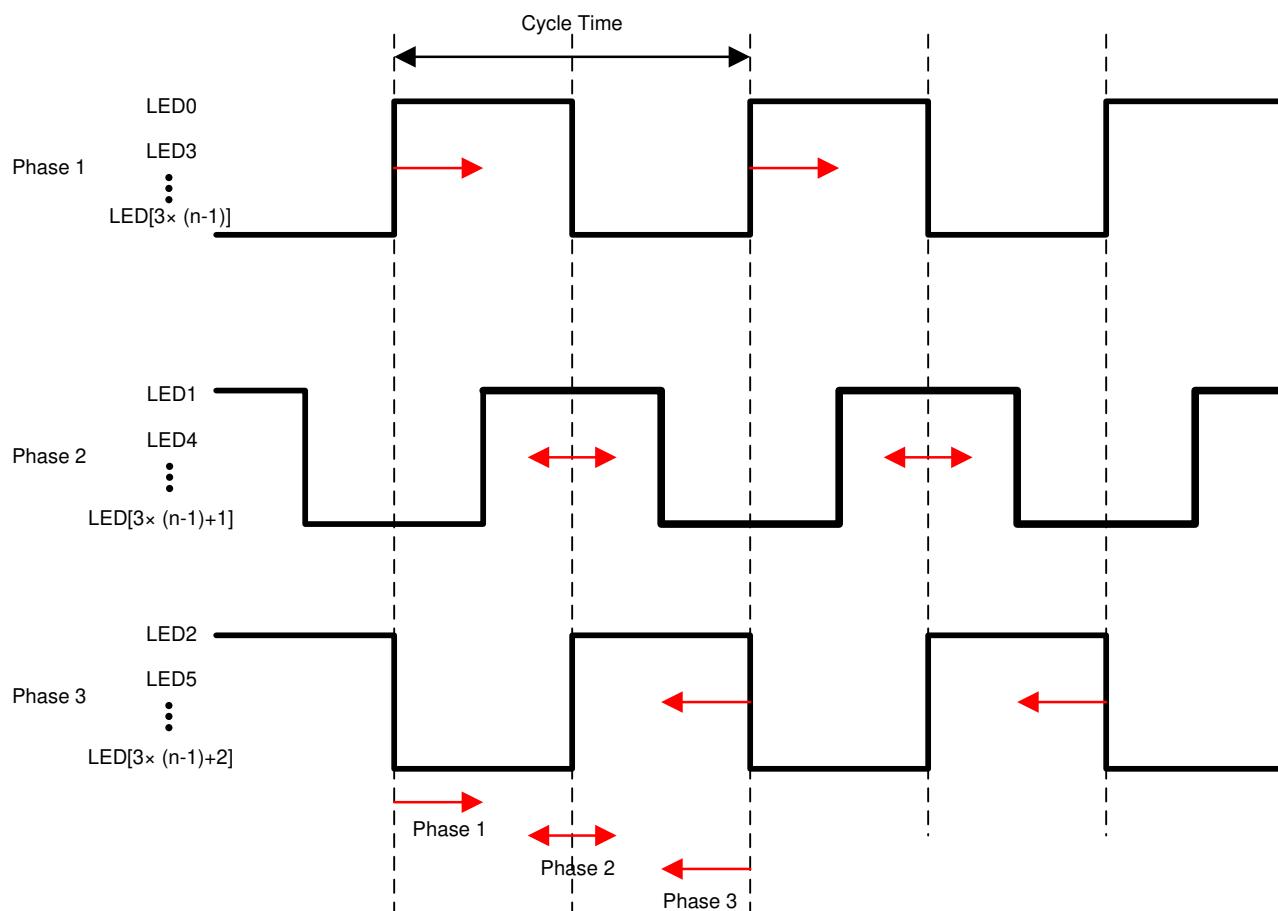 Cycle Time
LED0
LED3
Phase 1
LED[3× (n-1)]
LED1
LED4
Phase 2
LED[3× (n-1)+1]
LED2
LED5
Phase 3
LED[3× (n-1)+2]
Phase 1
Phase 2
Phase 3